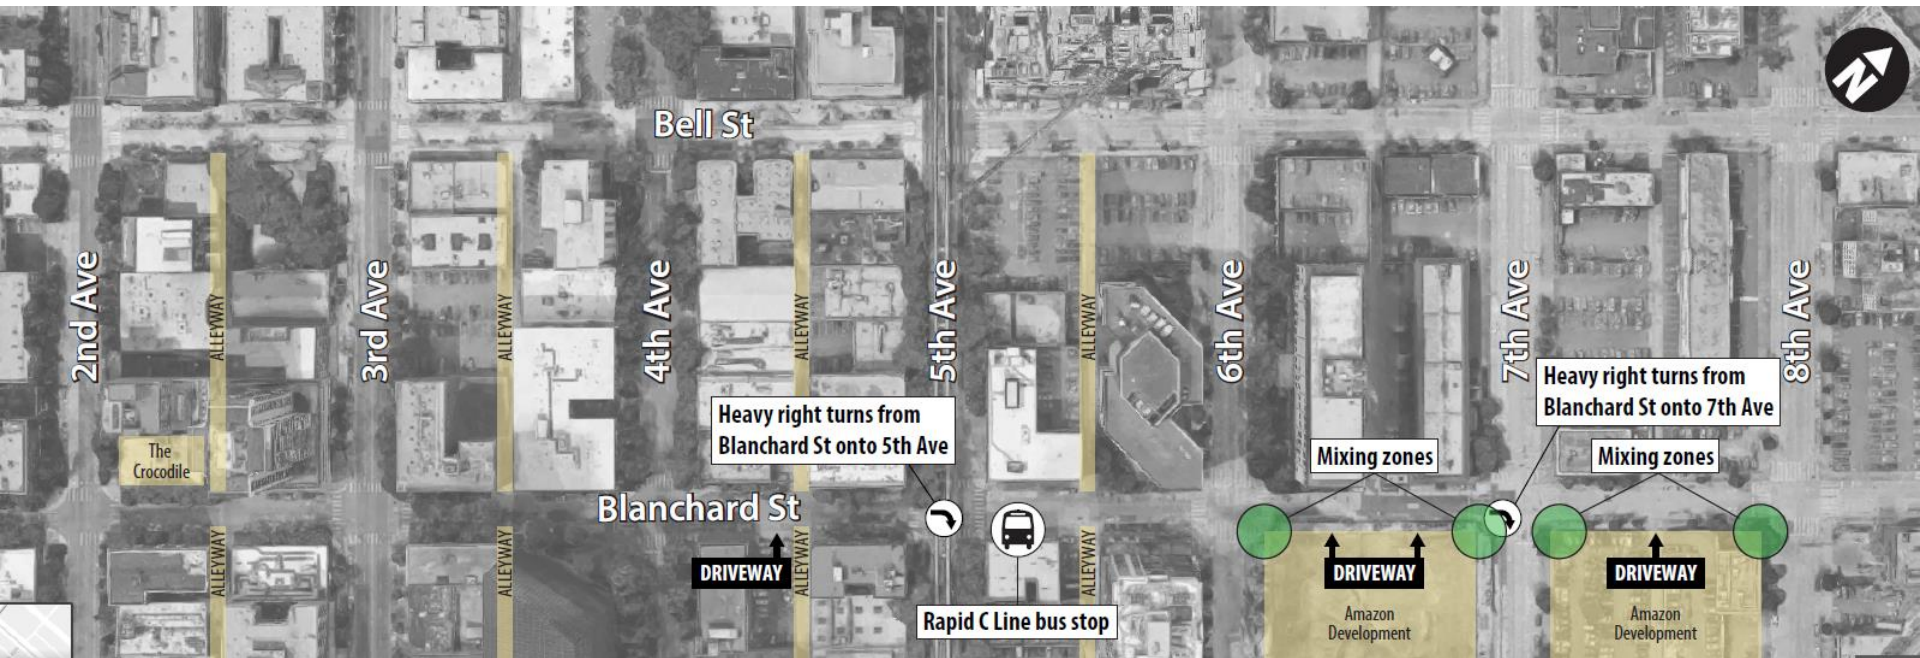 N
Bell St
2nd Ave
3rd Ave
4th Ave
5th Ave
6th Ave
7th Ave
8th Ave
ALLEYWAY
ALLEYWAY
ALLEYWAY
ALLEYWAY
Heavy right turns from
Blanchard St onto 5th Ave
Heavy right turns from
Blanchard St onto 7th Ave
The
Crocodile
Mixing zones
Mixing zones
Blanchard St
ALLEYWAY
ALLEYWAY
ALLEYWAY
ALLEYWAY
DRIVEWAY
DRIVEWAY
DRIVEWAY
Rapid C Line bus stop
Amazon
Development
Amazon
Development